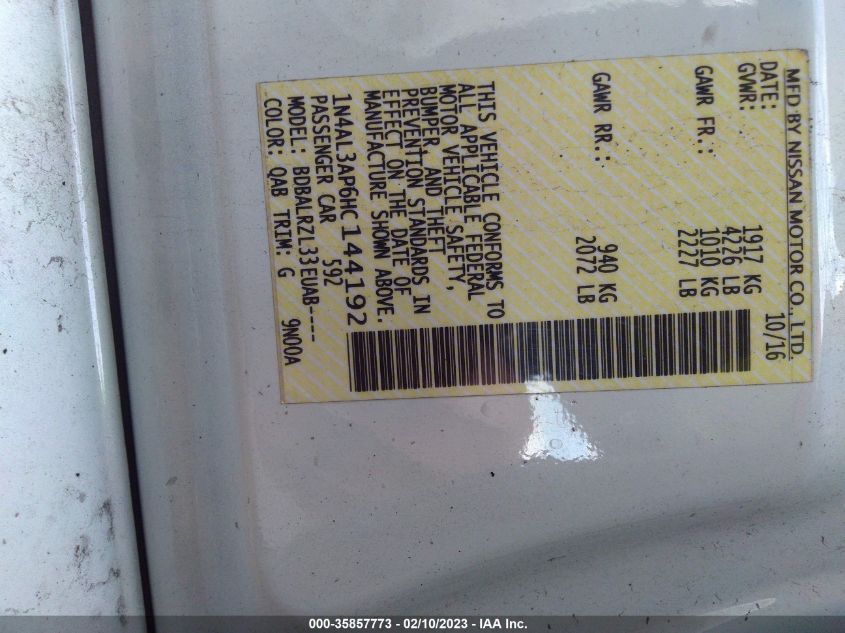 MFD BY NISSAN MOTOR CO., LTD.
DATE: 10/16
GVWR: 1917 KG
4226 LB
GAWR FR.: 1010 KG
2227 LB
GAWR RR.: 940 KG
2072 LB
THIS VEHICLE CONFORMS TO
ALL APPLICABLE FEDERAL
MOTOR VEHICLE SAFETY,
BUMPER, AND THEFT
PREVENTION STANDARDS IN
EFFECT ON THE DATE OF
MANUFACTURE SHOWN ABOVE.
1N4AL3AP6HC144192
PASSENGER CAR 592
MODEL: BDBALRZL33EUAB----
COLOR: QAB TRIM: G 9N00A
000-35857773 - 02/10/2023 - IAA Inc.